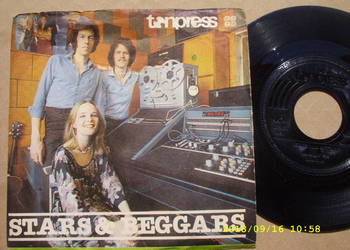 tonpress
STARS & BEGGARS
2018/09/16 10:58